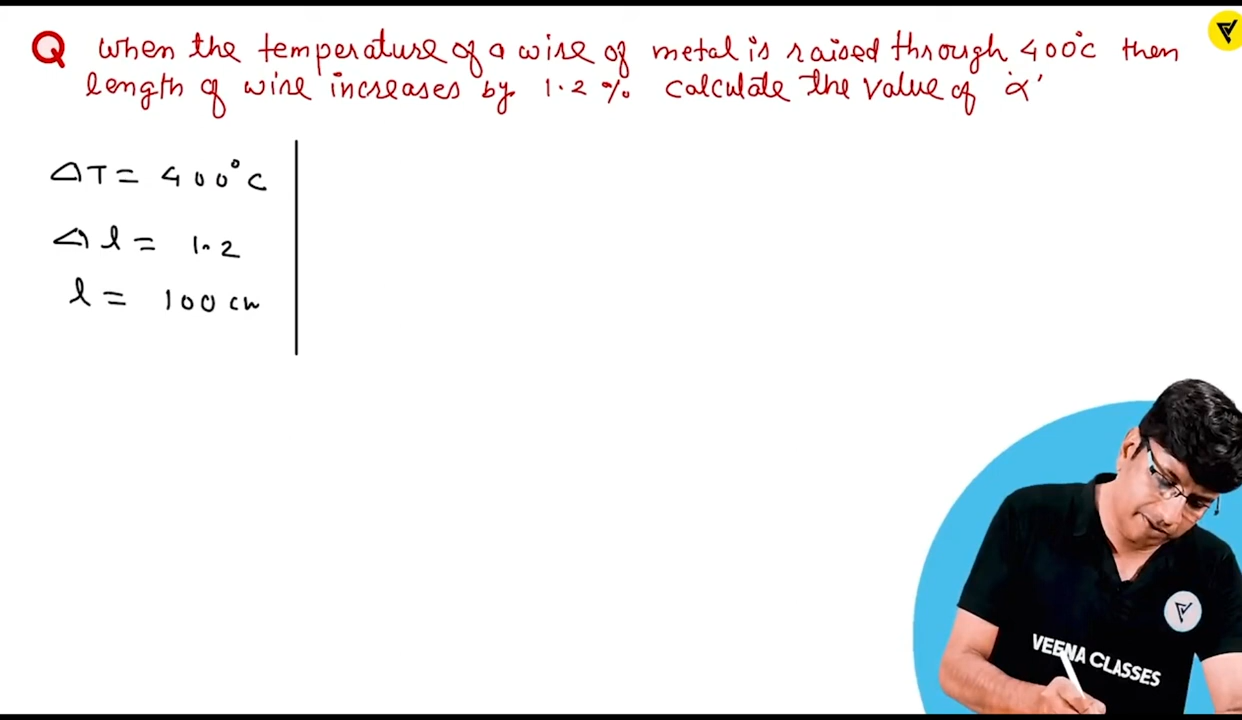 Q when the temperature of a wire of metal is raised through 400°C then
length of wire increases by 1.2 % calculate the value of 'α'
ΔT = 400°C
Δl = 1.2
l = 100 cm
VEENA CLASSES